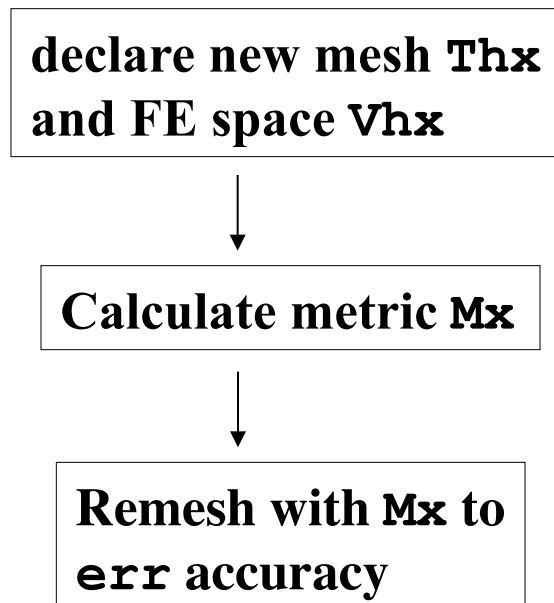 declare new mesh Thx
and FE space Vhx
Calculate metric Mx
Remesh with Mx to
err accuracy